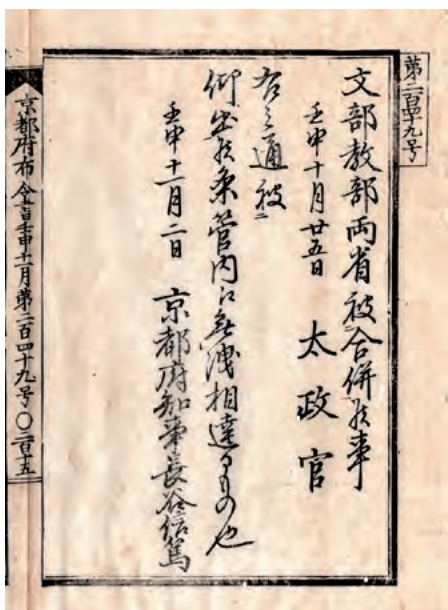 第二百四十九号
文部教部両省被合併候事
壬申十月廿五日 太政官
右之通被
仰出候条管内江無洩相達するもの也
壬申十一月二日 京都府知事長谷信篤
京都府布令書壬申十一月第二百四十九号〇二百十五